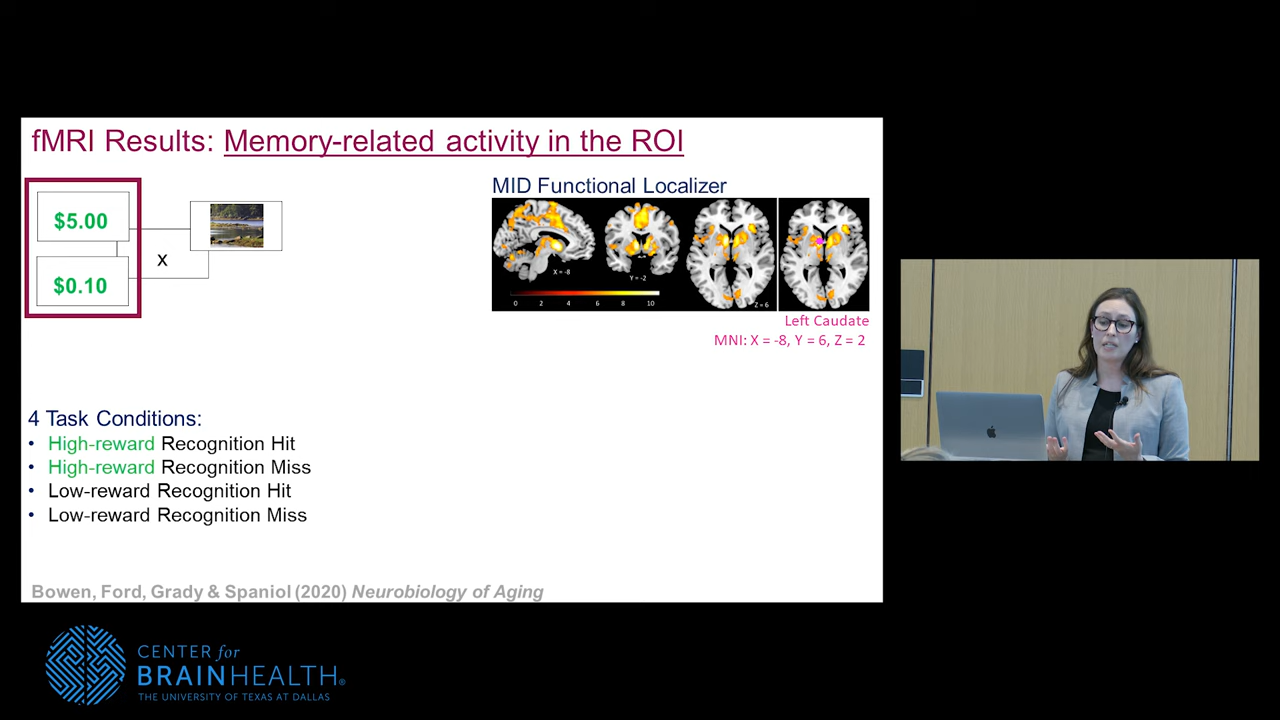 fMRI Results: Memory-related activity in the ROI
$5.00
$0.10
x
MID Functional Localizer
X = -8
Y = -2
Z = 6
0 2 4 6 8 10
Left Caudate
MNI: X = -8, Y = 6, Z = 2
4 Task Conditions:
• High-reward Recognition Hit
• High-reward Recognition Miss
• Low-reward Recognition Hit
• Low-reward Recognition Miss
Bowen, Ford, Grady & Spaniol (2020) Neurobiology of Aging
CENTER for
BRAINHEALTH®
THE UNIVERSITY OF TEXAS AT DALLAS